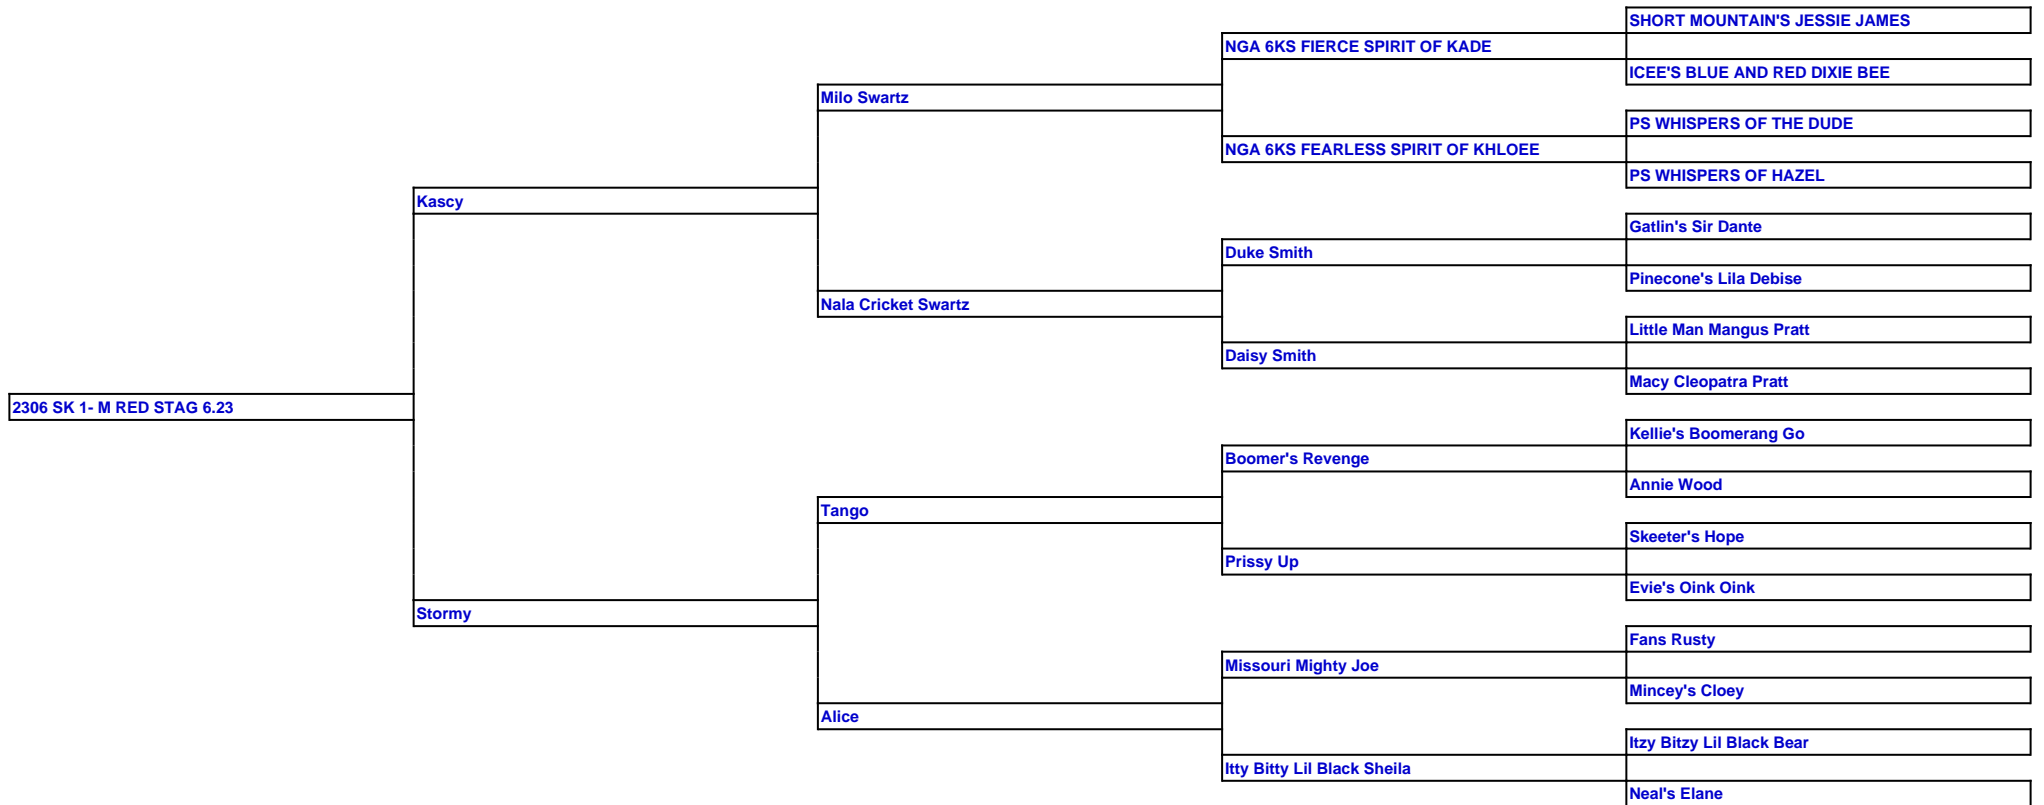 SHORT MOUNTAIN'S JESSIE JAMES
NGA 6KS FIERCE SPIRIT OF KADE
ICEE'S BLUE AND RED DIXIE BEE
Milo Swartz
PS WHISPERS OF THE DUDE
NGA 6KS FEARLESS SPIRIT OF KHLOEE
PS WHISPERS OF HAZEL
Kascy
Gatlin's Sir Dante
Duke Smith
Pinecone's Lila Debise
Nala Cricket Swartz
Little Man Mangus Pratt
Daisy Smith
Macy Cleopatra Pratt
2306 SK 1- M RED STAG 6.23
Kellie's Boomerang Go
Boomer's Revenge
Annie Wood
Tango
Skeeter's Hope
Prissy Up
Evie's Oink Oink
Stormy
Fans Rusty
Missouri Mighty Joe
Mincey's Cloey
Alice
Itzy Bitzy Lil Black Bear
Itty Bitty Lil Black Sheila
Neal's Elane